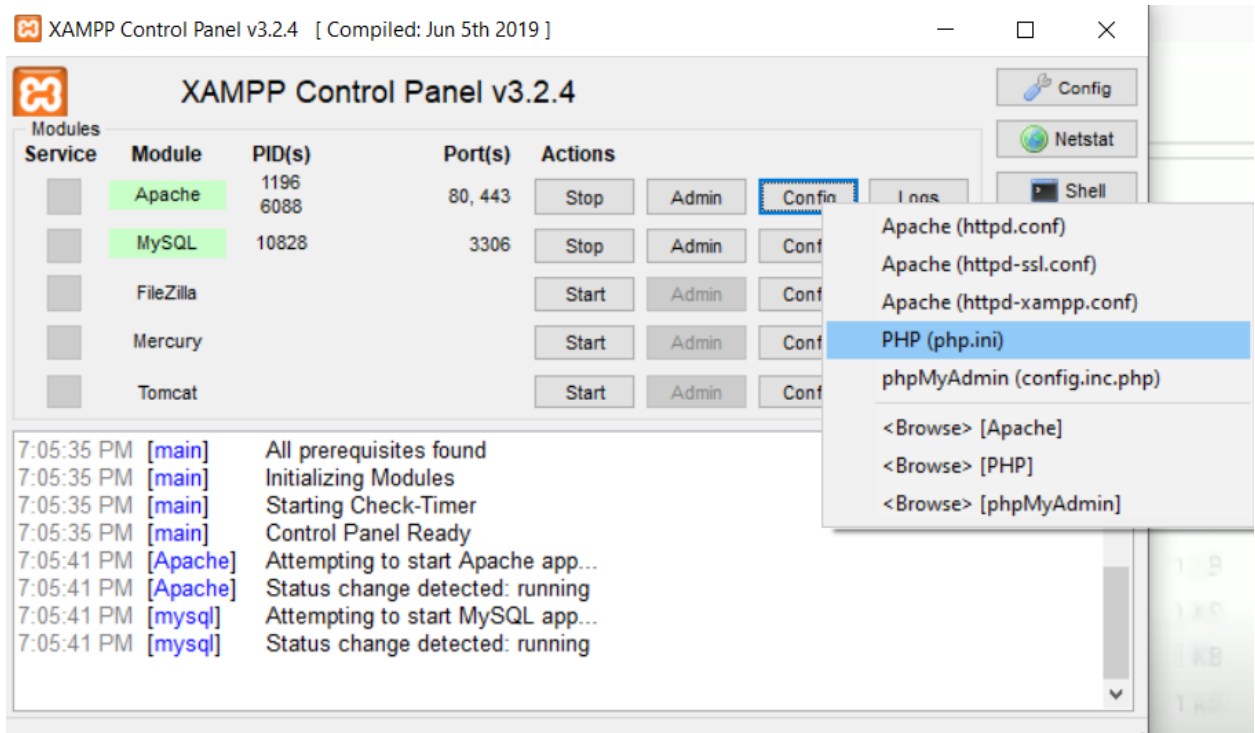 XAMPP Control Panel v3.2.4 [ Compiled: Jun 5th 2019 ]
XAMPP Control Panel v3.2.4
Config
Modules
Service Module PID(s) Port(s) Actions
Netstat
Apache 1196 6088 80, 443 Stop Admin Config Logs
Shell
MySQL 10828 3306 Stop Admin Conf
FileZilla Start Admin Conf
Mercury Start Admin Conf
Tomcat Start Admin Conf
Apache (httpd.conf)
Apache (httpd-ssl.conf)
Apache (httpd-xampp.conf)
PHP (php.ini)
phpMyAdmin (config.inc.php)
<Browse> [Apache]
<Browse> [PHP]
<Browse> [phpMyAdmin]
7:05:35 PM [main] All prerequisites found
7:05:35 PM [main] Initializing Modules
7:05:35 PM [main] Starting Check-Timer
7:05:35 PM [main] Control Panel Ready
7:05:41 PM [Apache] Attempting to start Apache app...
7:05:41 PM [Apache] Status change detected: running
7:05:41 PM [mysql] Attempting to start MySQL app...
7:05:41 PM [mysql] Status change detected: running